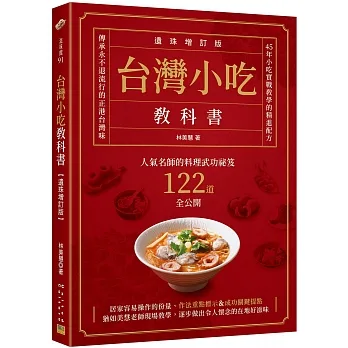 遺珠增訂版
45年小吃實戰教學的精進配方
傳承永不退流行的正港台灣味
台灣小吃
教科書
林美慧 著
人氣名師的料理武功祕笈
122道
全公開
居家容易操作的份量、作法重點標示&成功關鍵提點
猶如美慧老師現場教學，逐步做出令人懷念的在地好滋味
台灣小吃教科書
【遺珠增訂版】
林美慧◎著